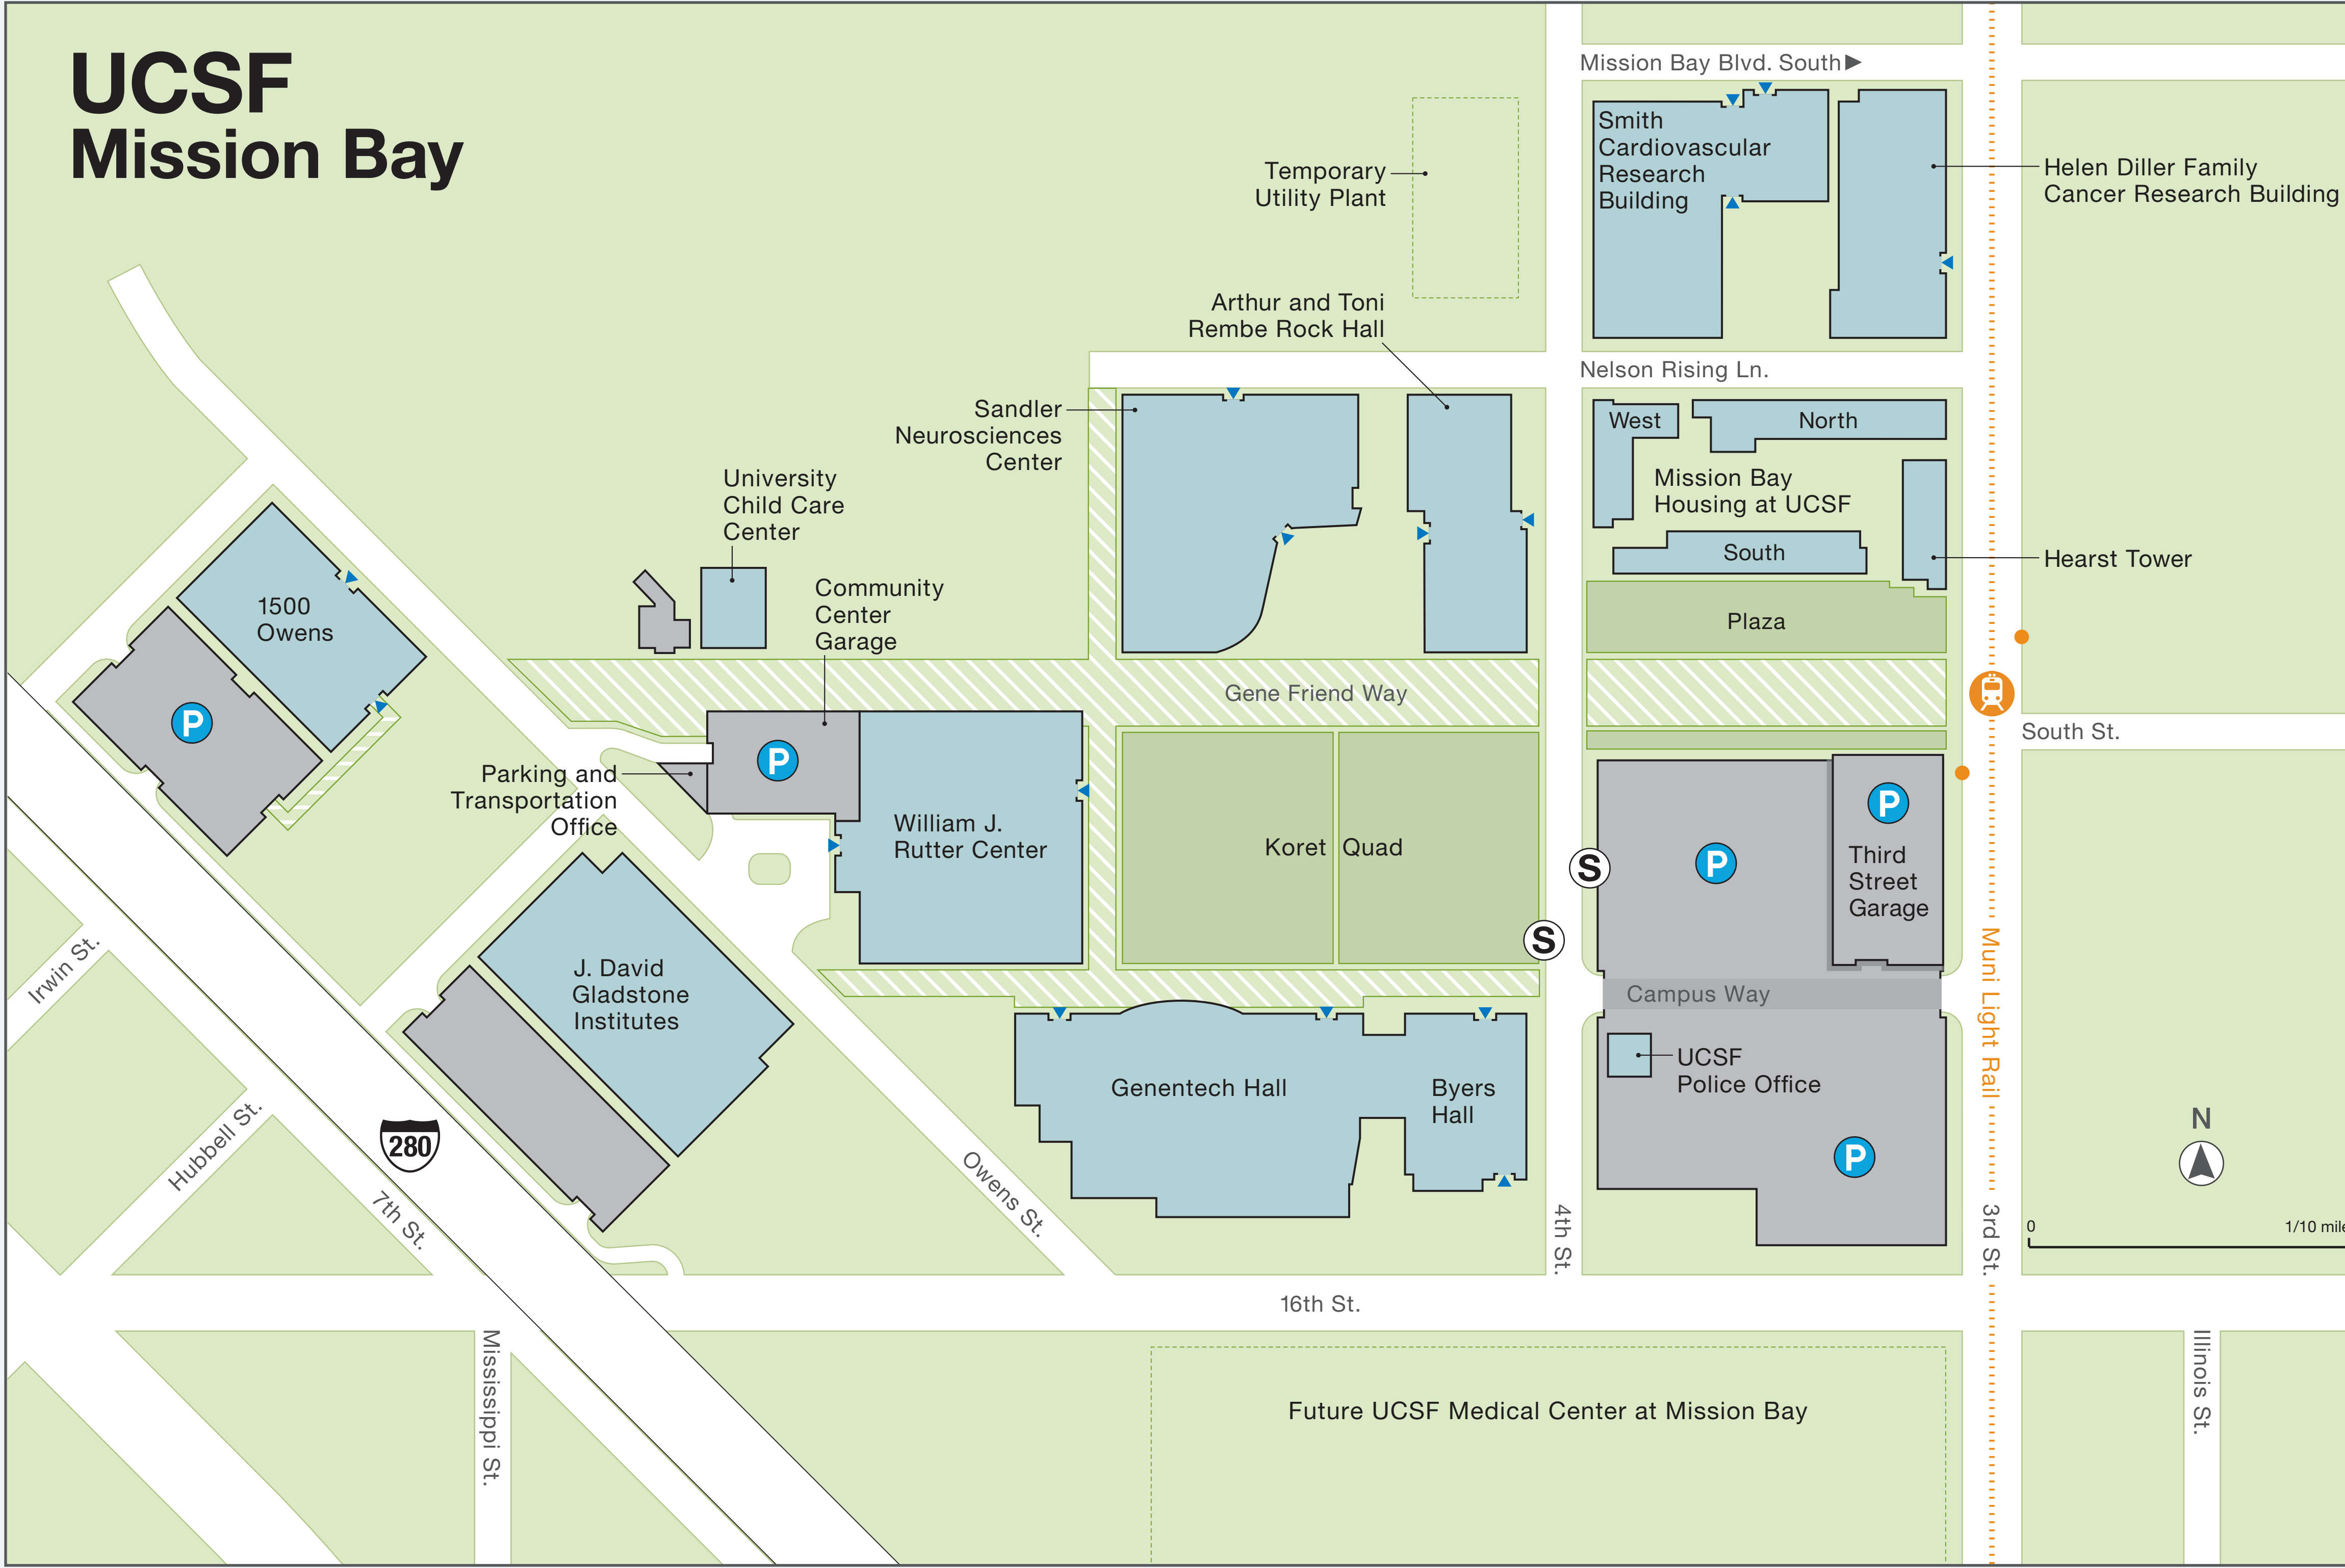 UCSF
Mission Bay
Mission Bay Blvd. South
Smith
Cardiovascular
Research
Building
Helen Diller Family
Cancer Research Building
Temporary
Utility Plant
Arthur and Toni
Rembe Rock Hall
Nelson Rising Ln.
Sandler
Neurosciences
Center
West
North
Mission Bay
Housing at UCSF
South
Hearst Tower
Plaza
University
Child Care
Center
Community
Center
Garage
1500
Owens
P
Gene Friend Way
South St.
Parking and
Transportation
Office
P
William J.
Rutter Center
Koret Quad
S
S
P
P
Third
Street
Garage
Muni Light Rail
Campus Way
UCSF
Police Office
P
J. David
Gladstone
Institutes
Genentech Hall
Byers
Hall
Irwin St.
Hubbell St.
280
7th St.
Owens St.
4th St.
3rd St.
N
0
1/10 mile
16th St.
Mississippi St.
Illinois St.
Future UCSF Medical Center at Mission Bay